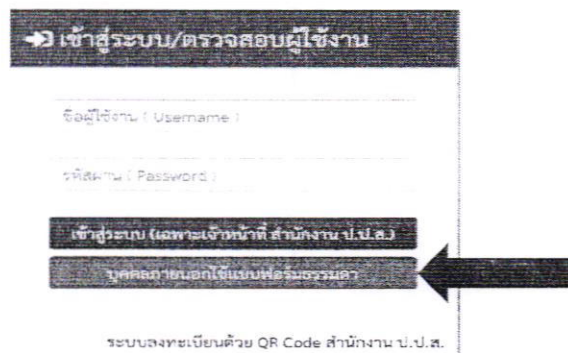 เข้าสู่ระบบ/ตรวจสอบผู้ใช้งาน
ชื่อผู้ใช้งาน ( Username )
รหัสผ่าน ( Password )
เข้าสู่ระบบ (เฉพาะเจ้าหน้าที่ สำนักงาน ป.ป.ส.)
บุคคลภายนอกใช้แบบฟอร์มธรรมดา
ระบบลงทะเบียนด้วย QR Code สำนักงาน ป.ป.ส.